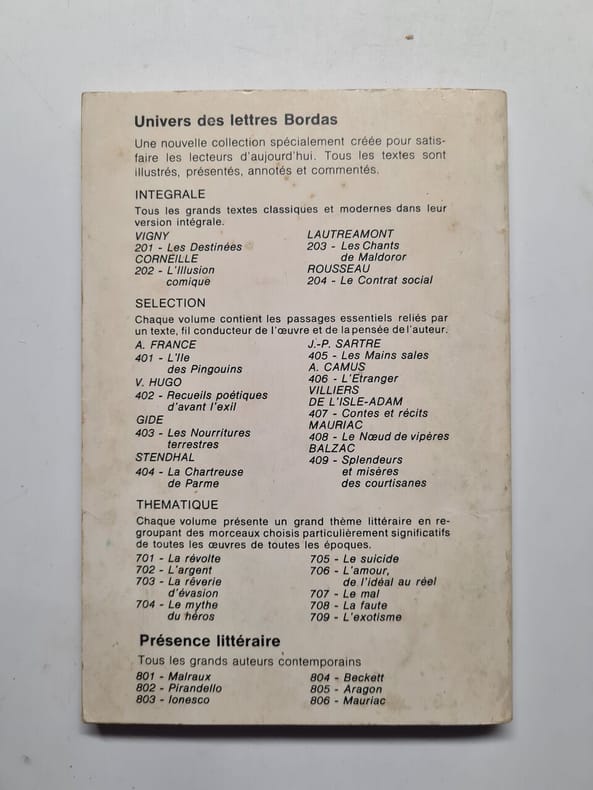 Univers des lettres Bordas
Une nouvelle collection spécialement créée pour satis-
faire les lecteurs d'aujourd'hui. Tous les textes sont
illustrés, présentés, annotés et commentés.
INTEGRALE
Tous les grands textes classiques et modernes dans leur
version intégrale.
VIGNY
201 - Les Destinées
CORNEILLE
202 - L'Illusion
comique
LAUTREAMONT
203 - Les Chants
de Maldoror
ROUSSEAU
204 - Le Contrat social
SELECTION
Chaque volume contient les passages essentiels reliés par
un texte, fil conducteur de l'œuvre et de la pensée de l'auteur.
A. FRANCE
401 - L'Ile
des Pingouins
V. HUGO
402 - Recueils poétiques
d'avant l'exil
GIDE
403 - Les Nourritures
terrestres
STENDHAL
404 - La Chartreuse
de Parme
J.-P. SARTRE
405 - Les Mains sales
A. CAMUS
406 - L'Etranger
VILLIERS
DE L'ISLE-ADAM
407 - Contes et récits
MAURIAC
408 - Le Nœud de vipères
BALZAC
409 - Splendeurs
et misères
des courtisanes
THEMATIQUE
Chaque volume présente un grand thème littéraire en re-
groupant des morceaux choisis particulièrement significatifs
de toutes les œuvres de toutes les époques.
701 - La révolte
702 - L'argent
703 - La rêverie
d'évasion
704 - Le mythe
du héros
705 - Le suicide
706 - L'amour,
de l'idéal au réel
707 - Le mal
708 - La faute
709 - L'exotisme
Présence littéraire
Tous les grands auteurs contemporains
801 - Malraux
802 - Pirandello
803 - Ionesco
804 - Beckett
805 - Aragon
806 - Mauriac